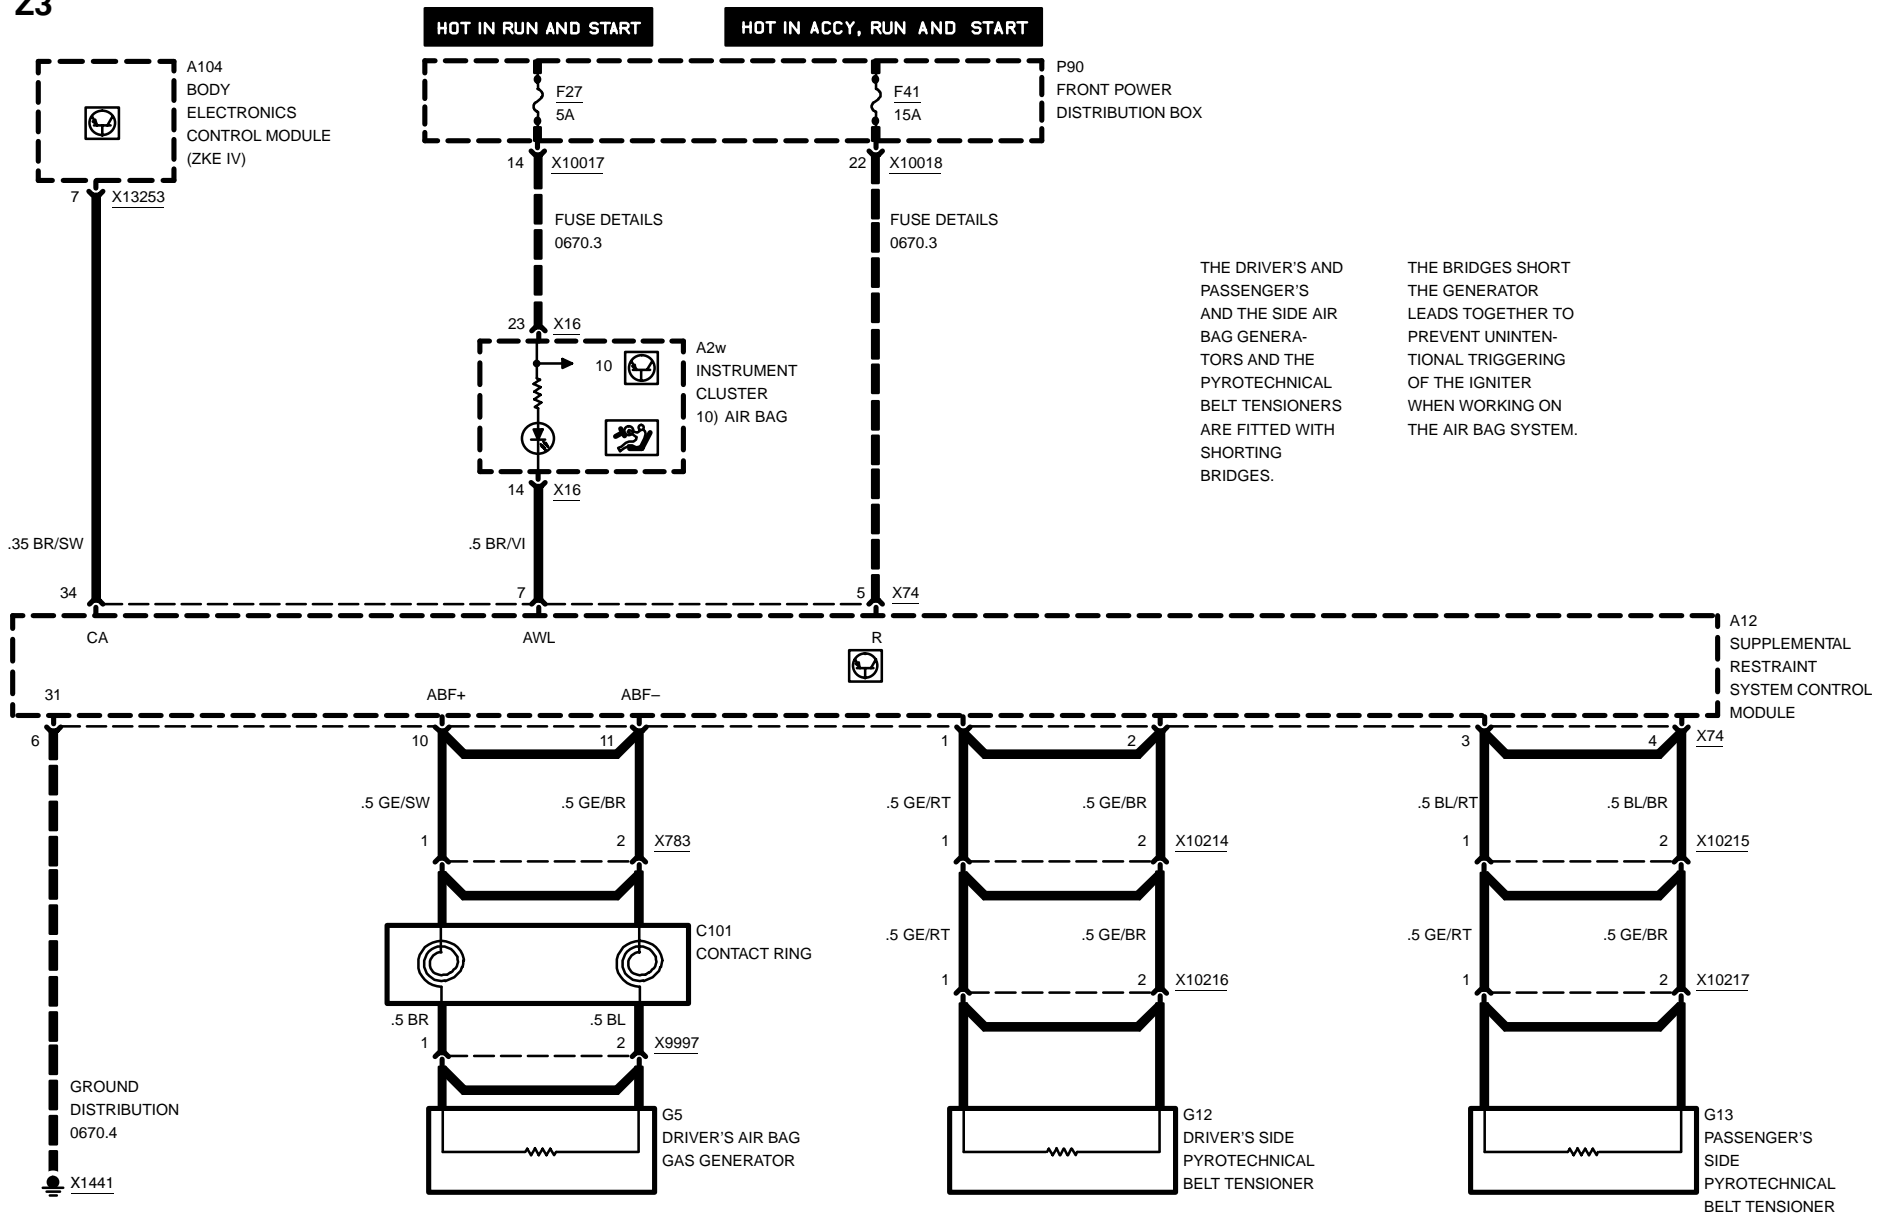 Z3
HOT IN RUN AND START
HOT IN ACCY, RUN AND START
A104
BODY
ELECTRONICS
CONTROL MODULE
(ZKE IV)
F27
5A
F41
15A
P90
FRONT POWER
DISTRIBUTION BOX
7 X13253
14 X10017
22 X10018
FUSE DETAILS
0670.3
FUSE DETAILS
0670.3
THE DRIVER'S AND
PASSENGER'S
AND THE SIDE AIR
BAG GENERA-
TORS AND THE
PYROTECHNICAL
BELT TENSIONERS
ARE FITTED WITH
SHORTING
BRIDGES.
THE BRIDGES SHORT
THE GENERATOR
LEADS TOGETHER TO
PREVENT UNINTEN-
TIONAL TRIGGERING
OF THE IGNITER
WHEN WORKING ON
THE AIR BAG SYSTEM.
23 X16
10
A2w
INSTRUMENT
CLUSTER
10) AIR BAG
14 X16
.35 BR/SW
.5 BR/VI
34
7
5 X74
CA
AWL
R
A12
SUPPLEMENTAL
RESTRAINT
SYSTEM CONTROL
MODULE
31
ABF+
ABF–
6
10
11
1
2
3
4 X74
.5 GE/SW
.5 GE/BR
.5 GE/RT
.5 GE/BR
.5 BL/RT
.5 BL/BR
1
2 X783
1
2 X10214
1
2 X10215
C101
CONTACT RING
.5 GE/RT
.5 GE/BR
.5 GE/RT
.5 GE/BR
1
2 X10216
1
2 X10217
.5 BR
.5 BL
1
2 X9997
GROUND
DISTRIBUTION
0670.4
X1441
G5
DRIVER'S AIR BAG
GAS GENERATOR
G12
DRIVER'S SIDE
PYROTECHNICAL
BELT TENSIONER
G13
PASSENGER'S
SIDE
PYROTECHNICAL
BELT TENSIONER